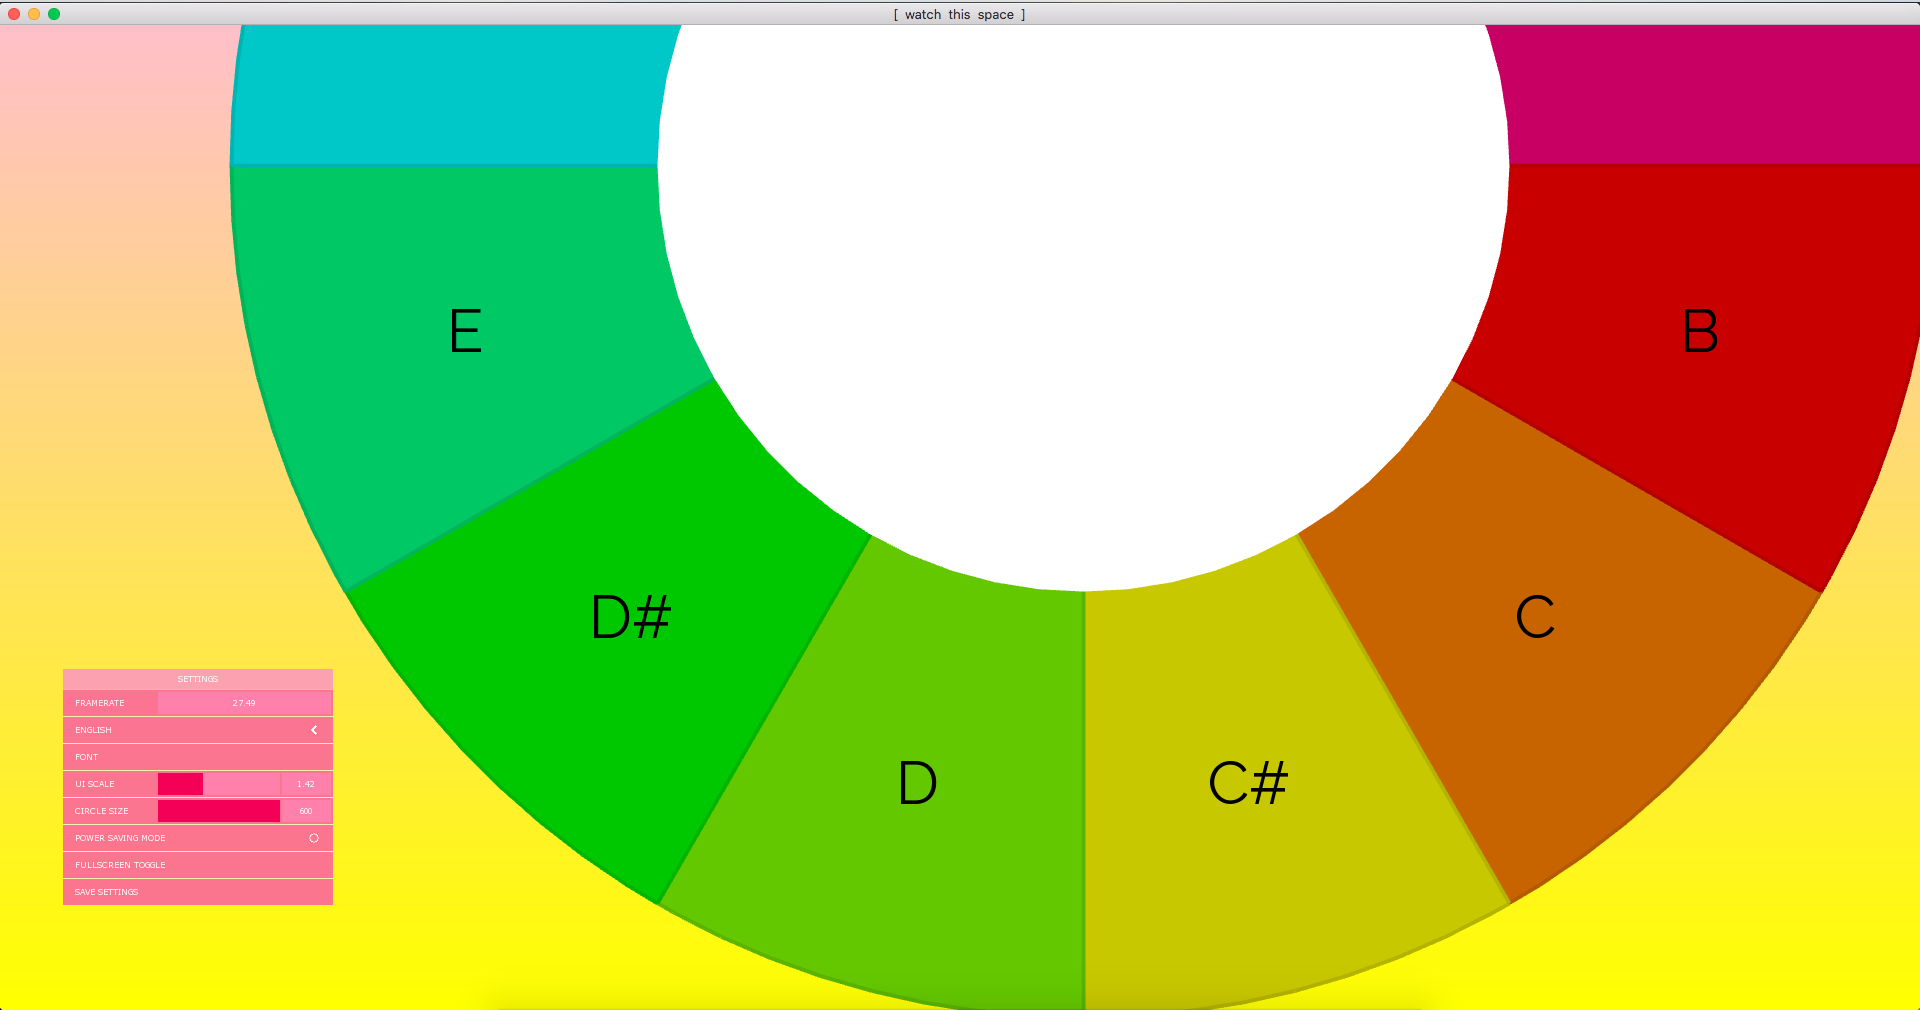 [ watch this space ]
E
B
D#
C
D
C#
SETTINGS
FRAMERATE 27.49
ENGLISH
FONT
UI SCALE 1.42
CIRCLE SIZE 600
POWER SAVING MODE
FULLSCREEN TOGGLE
SAVE SETTINGS